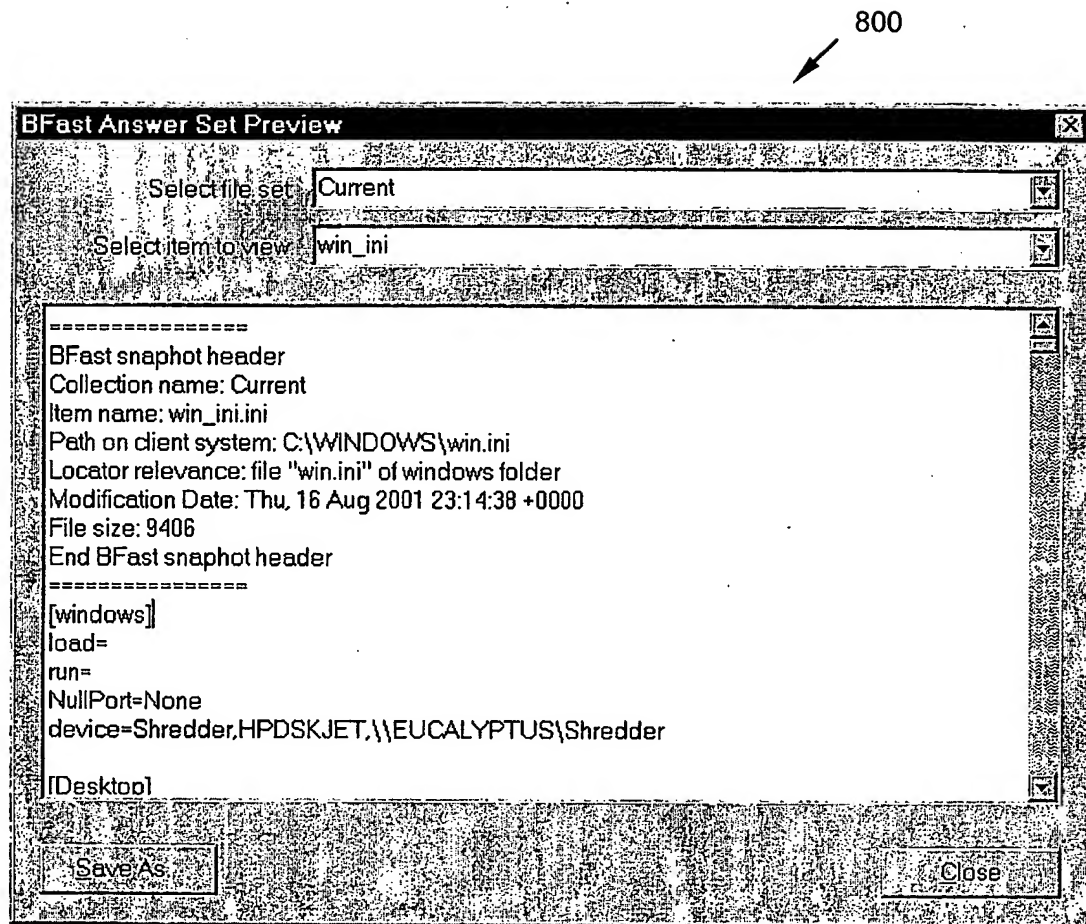 800
BFast Answer Set Preview
Select file set Current
Select item to view win_ini
================
BFast snaphot header
Collection name: Current
Item name: win_ini.ini
Path on client system: C:\WINDOWS\win.ini
Locator relevance: file "win.ini" of windows folder
Modification Date: Thu, 16 Aug 2001 23:14:38 +0000
File size: 9406
End BFast snaphot header
================
[windows]
load=
run=
NullPort=None
device=Shredder,HPDSKJET,\\EUCALYPTUS\Shredder
[Desktop]
Save As
Close